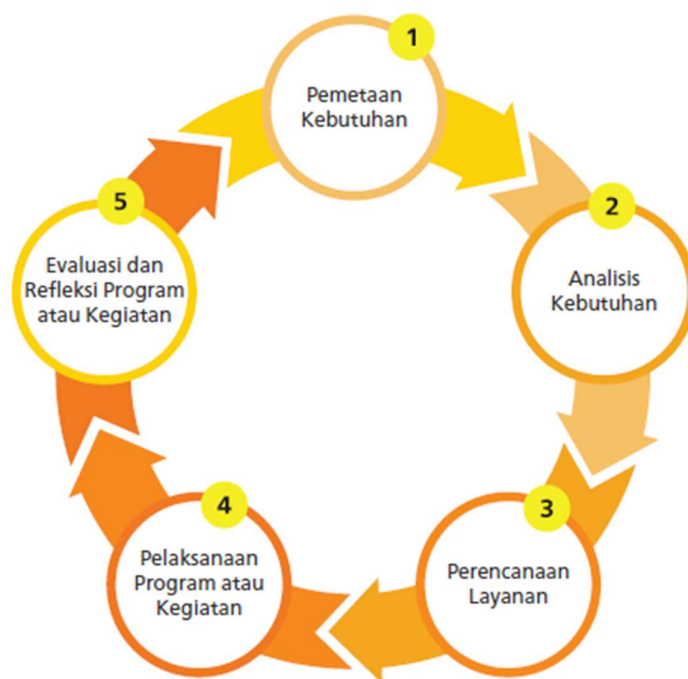 1
Pemetaan
Kebutuhan
2
Analisis
Kebutuhan
3
Perencanaan
Layanan
4
Pelaksanaan
Program atau
Kegiatan
5
Evaluasi dan
Refleksi Program
atau Kegiatan